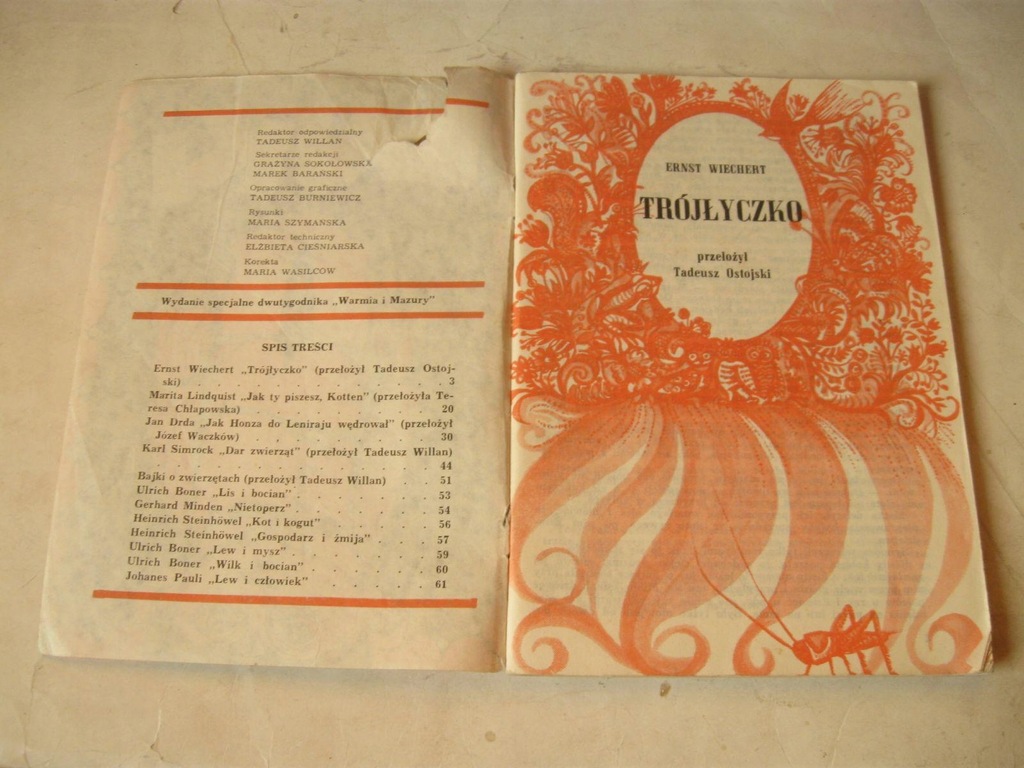 Redaktor odpowiedzialny
TADEUSZ WILLAN
Sekretarze redakcji
GRAŻYNA SOKOŁOWSKA
MAREK BARAŃSKI
Opracowanie graficzne
TADEUSZ BURNIEWICZ
Rysunki
MARIA SZYMAŃSKA
Redaktor techniczny
ELŻBIETA CIEŚNIARSKA
Korekta
MARIA WASILCOW
Wydanie specjalne dwutygodnika „Warmia i Mazury”
SPIS TREŚCI
Ernst Wiechert „Trójłyczko” (przełożył Tadeusz Ostoj-
ski) . . . . . . . . . . . . 3
Marita Lindquist „Jak ty piszesz, Kotten” (przełożyła Te-
resa Chłapowska) . . . . . . . . . 20
Jan Drda „Jak Honza do Leniraju wędrował” (przełożył
Józef Waczków) . . . . . . . . . 30
Karl Simrock „Dar zwierząt” (przełożył Tadeusz Willan)
. . . . . . . . . . . . . 44
Bajki o zwierzętach (przełożył Tadeusz Willan) . . 51
Ulrich Boner „Lis i bocian” . . . . . . . 53
Gerhard Minden „Nietoperz” . . . . . . . 54
Heinrich Steinhöwel „Kot i kogut” . . . . . 56
Heinrich Steinhöwel „Gospodarz i żmija” . . . . 57
Ulrich Boner „Lew i mysz” . . . . . . . 59
Ulrich Boner „Wilk i bocian” . . . . . . 60
Johanes Pauli „Lew i człowiek” . . . . . 61
ERNST WIECHERT
TRÓJŁYCZKO
przełożył
Tadeusz Ostojski